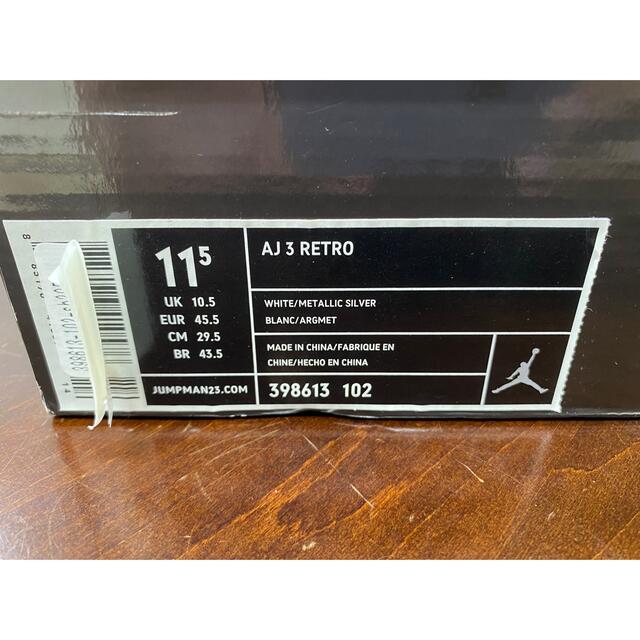 11⁵
UK 10.5
EUR 45.5
CM 29.5
BR 43.5
JUMPMAN23.COM
AJ 3 RETRO
WHITE/METALLIC SILVER
BLANC/ARGMET
MADE IN CHINA/FABRIQUE EN
CHINE/HECHO EN CHINA
398613 102